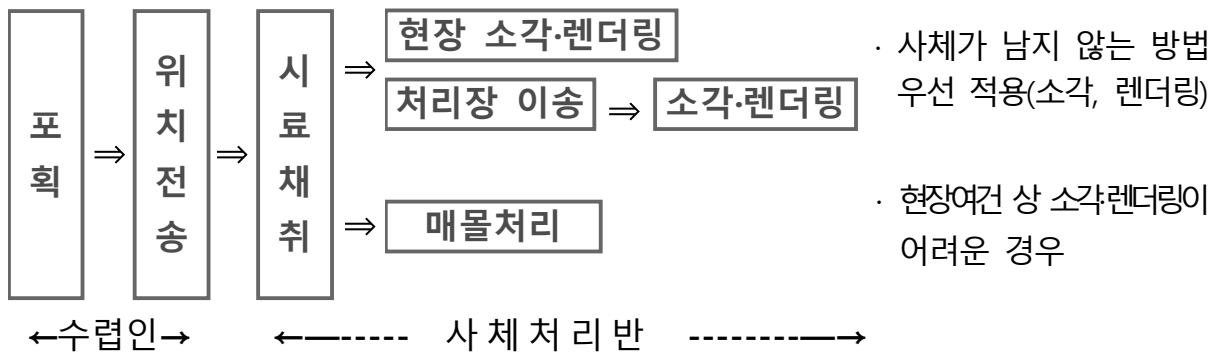 포획
⇒
위치전송
⇒
시료채취
⇒ 현장 소각·렌더링
처리장 이송 ⇒ 소각·렌더링
· 사체가 남지 않는 방법
우선 적용(소각, 렌더링)
⇒ 매몰처리
· 현장여건 상 소각·렌더링이
어려운 경우
←수렵인→
←—----- 사 체 처 리 반 --------—→